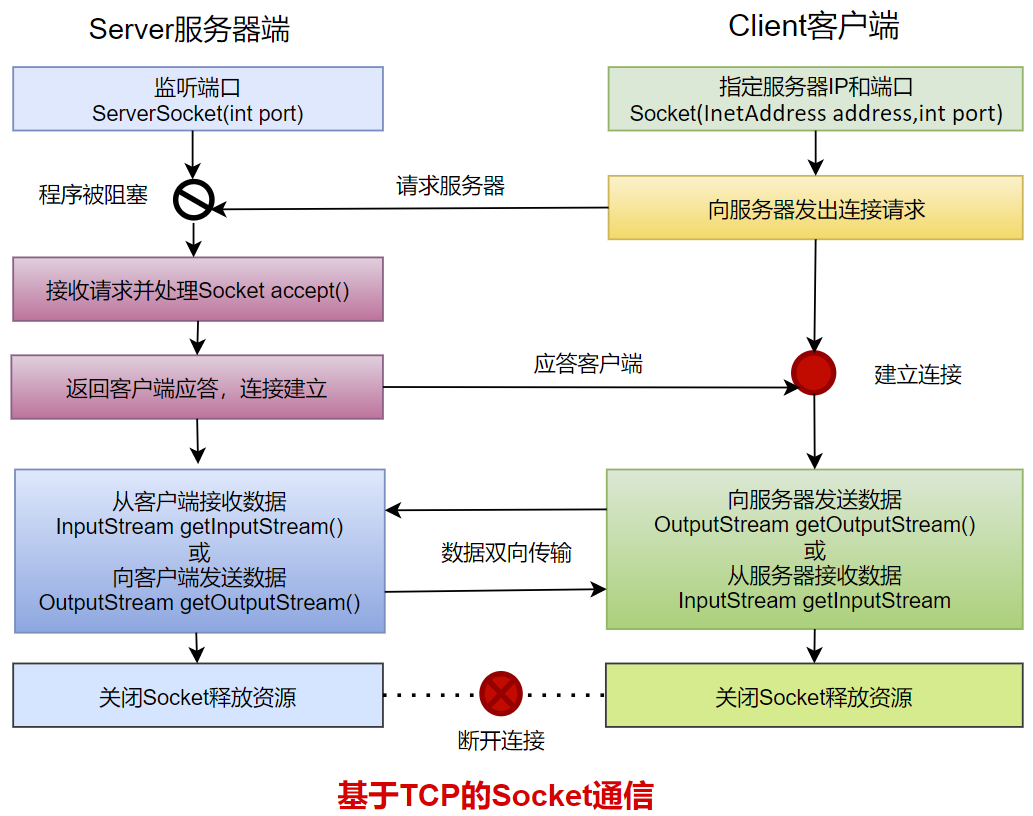 Server服务器端
Client客户端
监听端口
ServerSocket(int port)
指定服务器IP和端口
Socket(InetAddress address,int port)
程序被阻塞
请求服务器
向服务器发出连接请求
接收请求并处理Socket accept()
返回客户端应答，连接建立
应答客户端
建立连接
从客户端接收数据
InputStream getInputStream()
或
向客户端发送数据
OutputStream getOutputStream()
数据双向传输
向服务器发送数据
OutputStream getOutputStream()
或
从服务器接收数据
InputStream getInputStream
关闭Socket释放资源
断开连接
关闭Socket释放资源
基于TCP的Socket通信